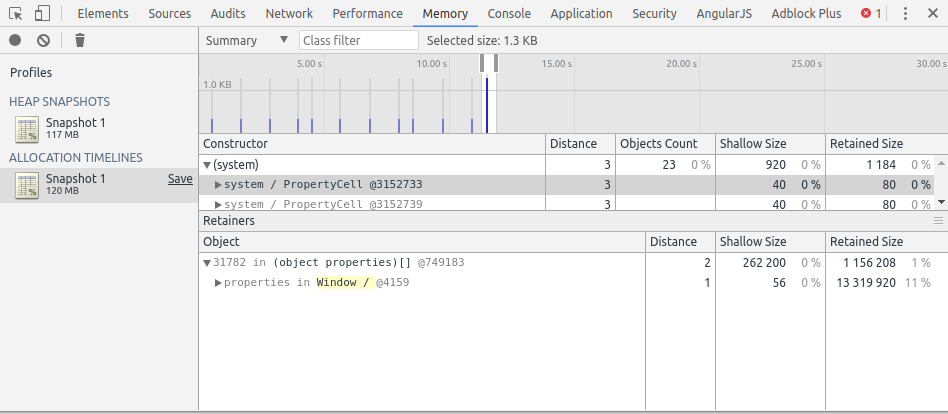 Elements Sources Audits Network Performance Memory Console Application Security AngularJS Adblock Plus 1
Summary ▼ Class filter Selected size: 1.3 KB
Profiles
HEAP SNAPSHOTS
Snapshot 1
117 MB
ALLOCATION TIMELINES
Snapshot 1 Save
120 MB
5.00 s 10.00 s 15.00 s 20.00 s 25.00 s 30.00 s
1.0 KB
Constructor Distance Objects Count Shallow Size Retained Size
▼(system) 3 23 0 % 920 0 % 1 184 0 %
▶system / PropertyCell @3152733 3 40 0 % 80 0 %
▶system / PropertyCell @3152739 3 40 0 % 80 0 %
Retainers
Object Distance Shallow Size Retained Size
▼31782 in (object properties)[] @749183 2 262 200 0 % 1 156 208 1 %
▶properties in Window / @4159 1 56 0 % 13 319 920 11 %